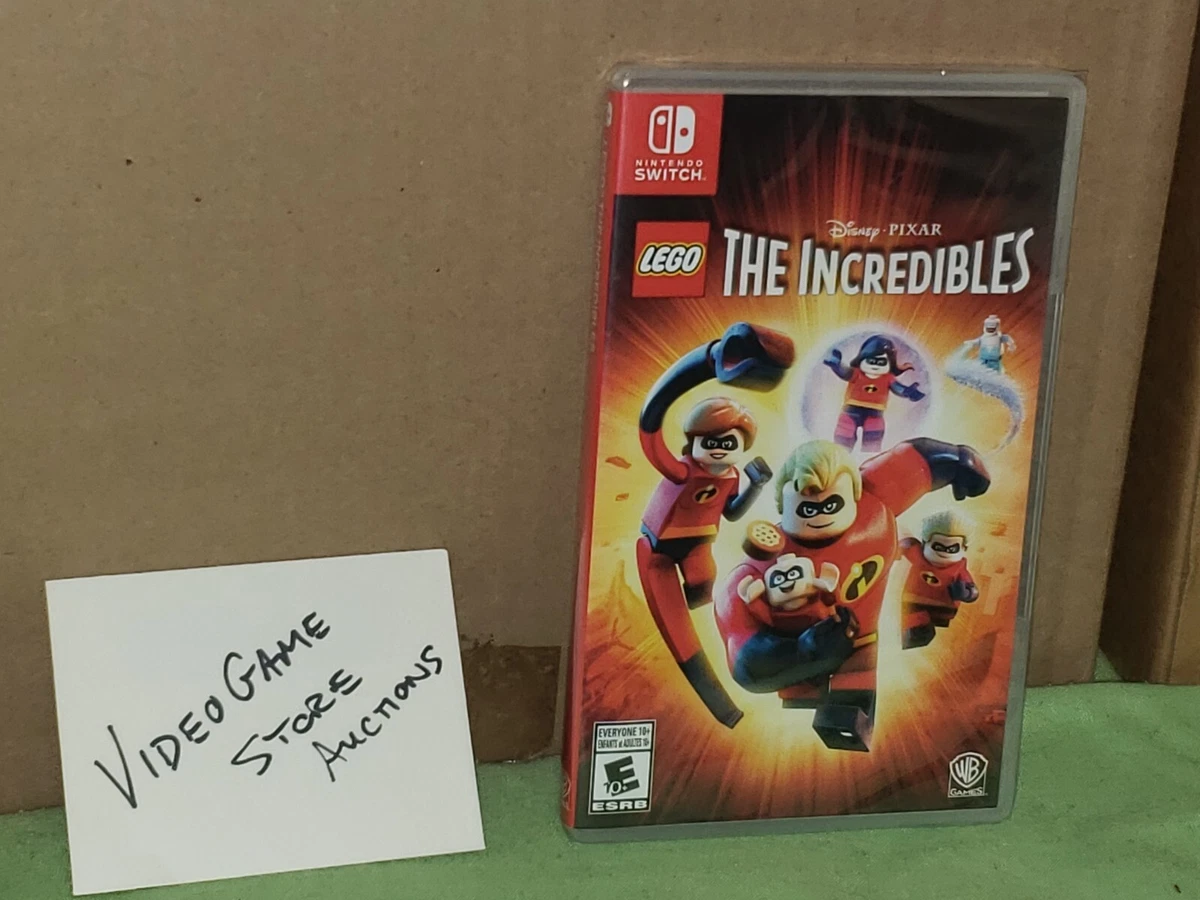 NINTENDO
SWITCH
Disney · PIXAR
LEGO THE INCREDIBLES
EVERYONE 10+
ENFANTS et ADULTES 10+
E
10+
ESRB
WB
GAMES
VIDEO GAME
STORE
AUCTIONS